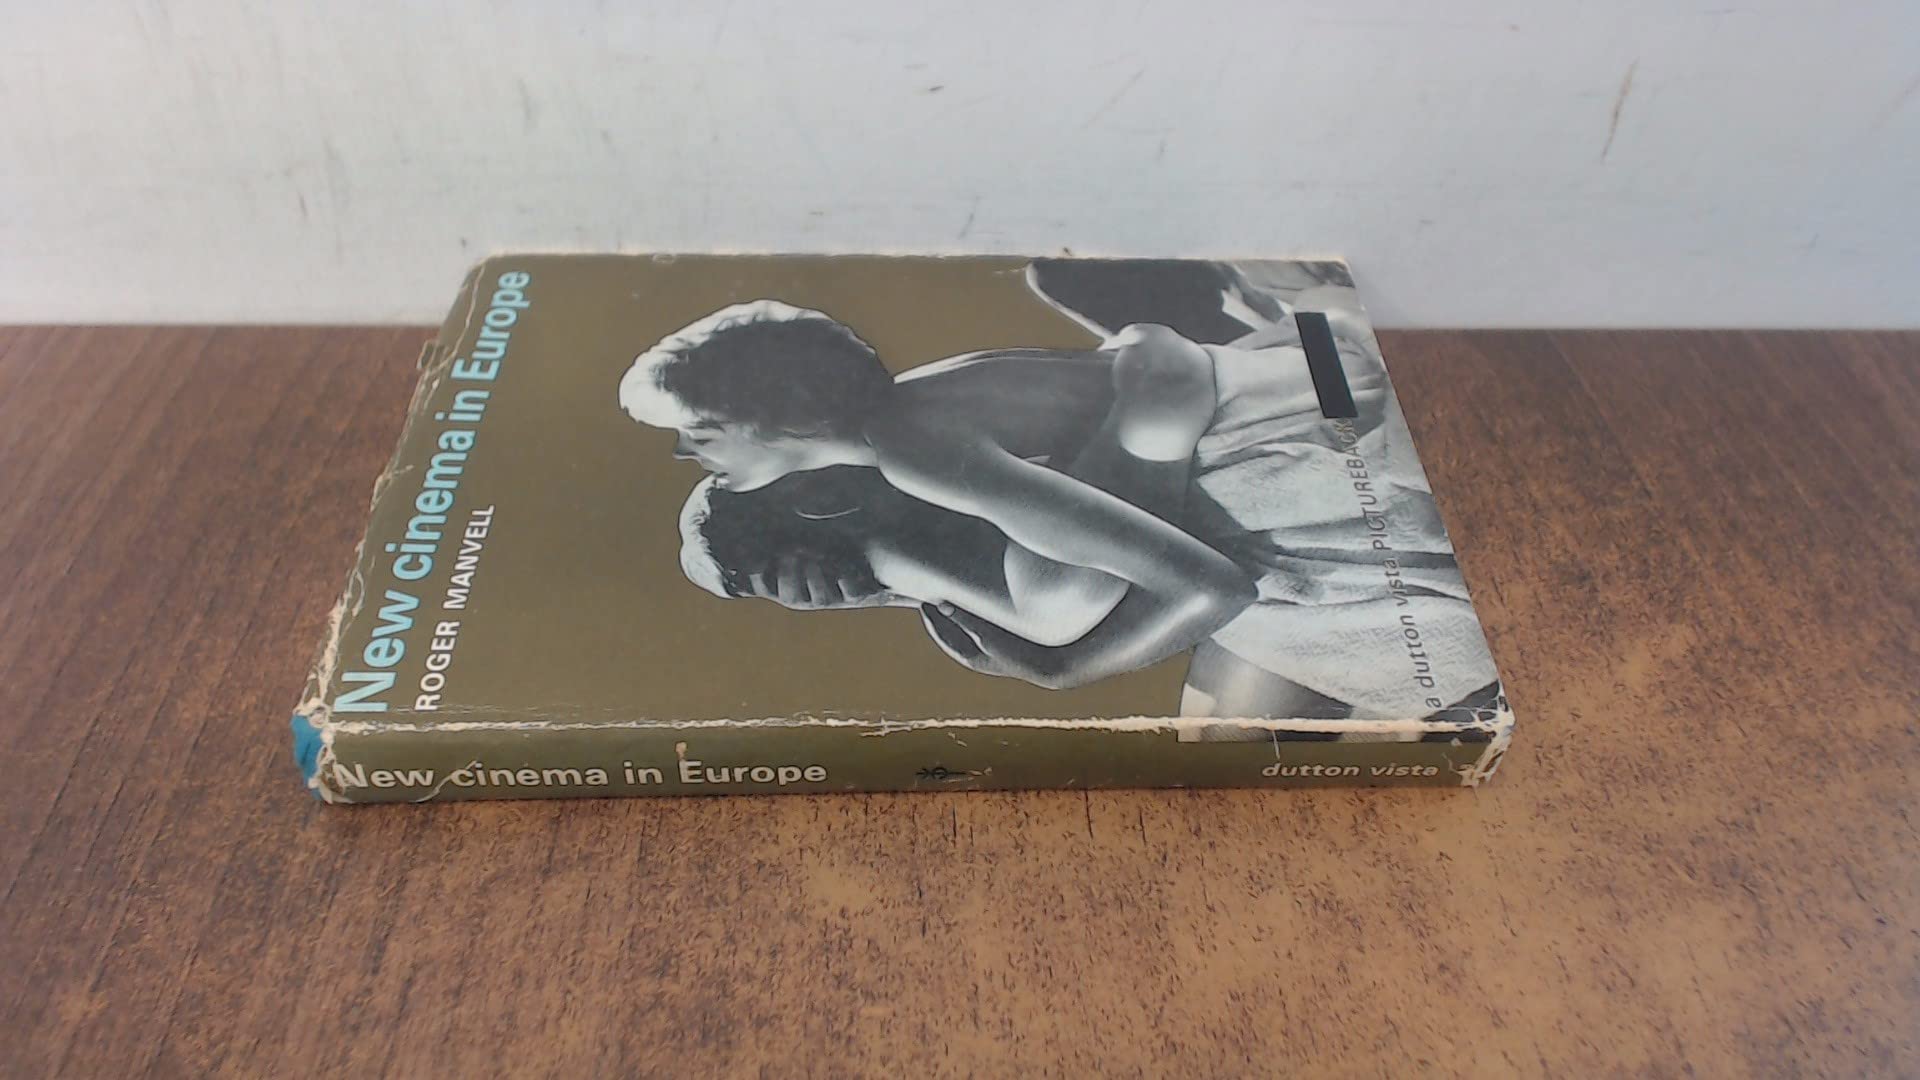 New cinema in Europe
ROGER MANVELL
a dutton vista PICTUREBACK
New cinema in Europe
dutton vista